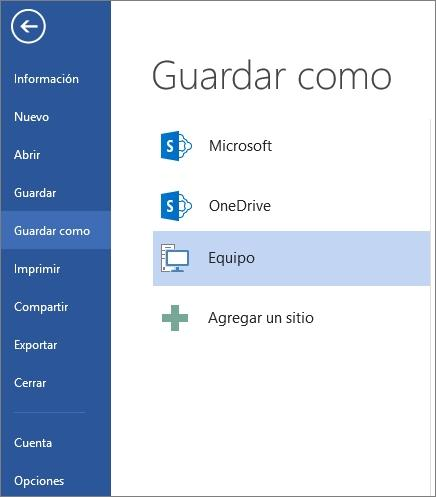 Información
Nuevo
Abrir
Guardar
Guardar como
Imprimir
Compartir
Exportar
Cerrar
Cuenta
Opciones
Guardar como
Microsoft
OneDrive
Equipo
Agregar un sitio